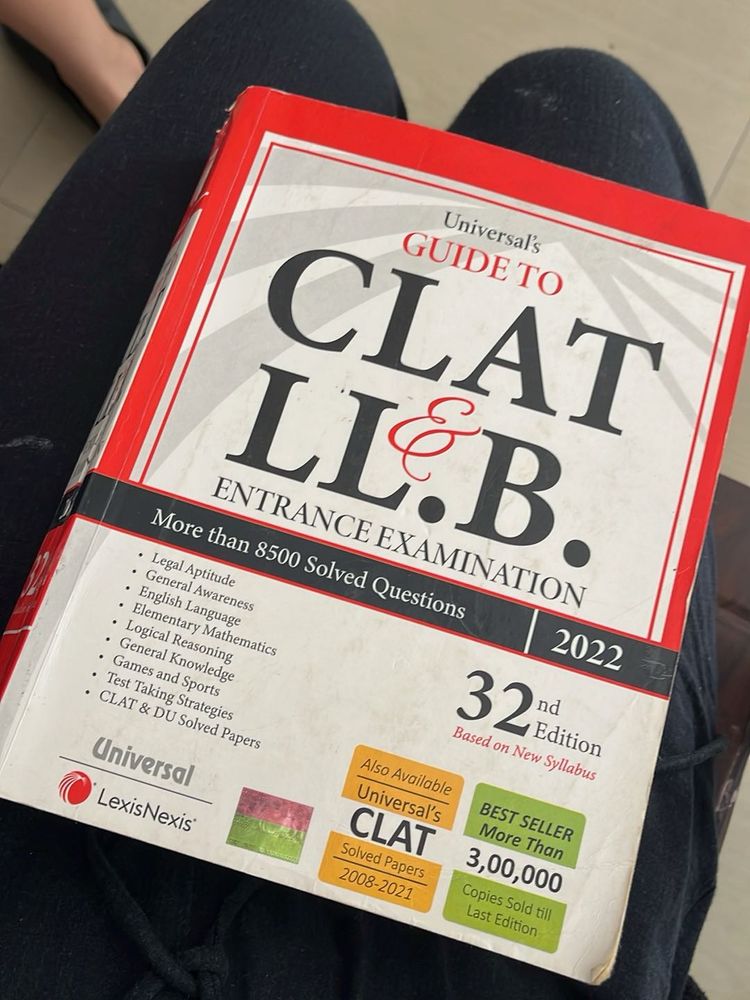 Universal's
GUIDE TO
CLAT
&
LL.B.
ENTRANCE EXAMINATION
More than 8500 Solved Questions
2022
• Legal Aptitude
• General Awareness
• English Language
• Elementary Mathematics
• Logical Reasoning
• General Knowledge
• Games and Sports
• Test Taking Strategies
• CLAT & DU Solved Papers
32nd
Edition
Based on New Syllabus
Universal
LexisNexis®
Also Available
Universal's
CLAT
Solved Papers
2008-2021
BEST SELLER
More Than
3,00,000
Copies Sold till
Last Edition